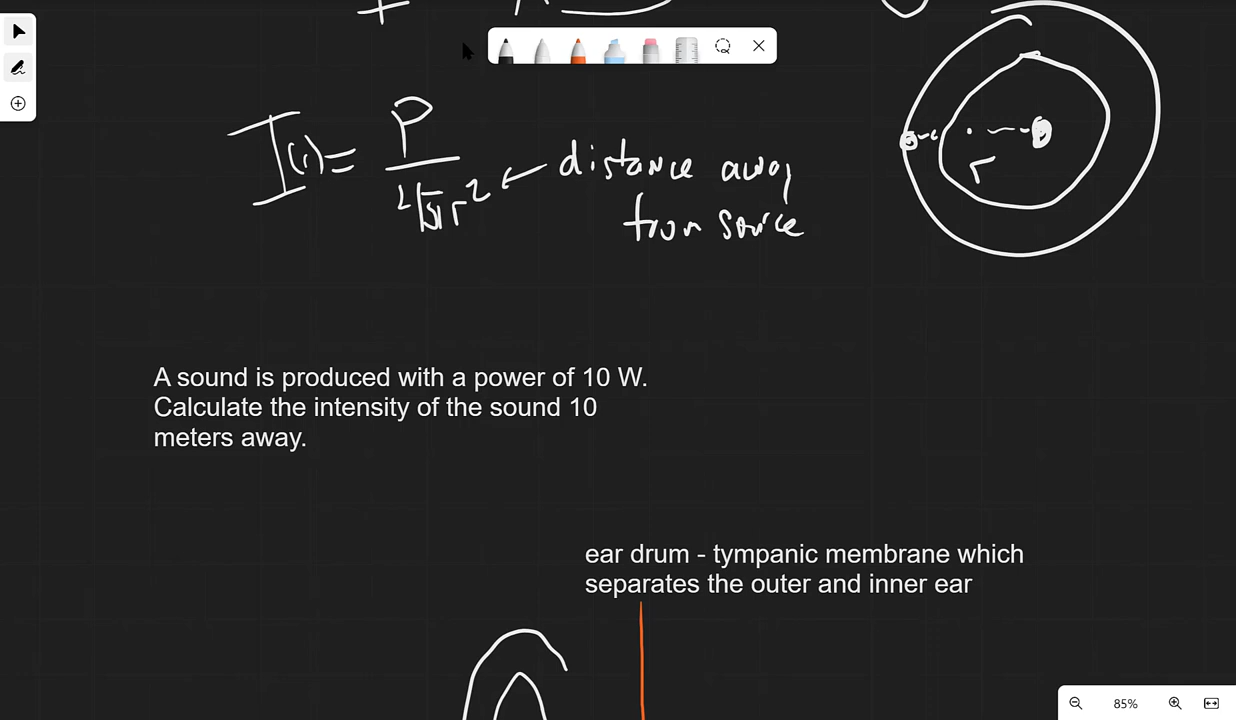 I(r) = P
4πr² ← distance away
from source
r
A sound is produced with a power of 10 W.
Calculate the intensity of the sound 10
meters away.
ear drum - tympanic membrane which
separates the outer and inner ear
85%